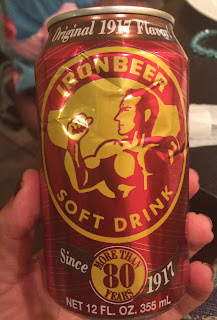 Original 1917 Flavor
IRONBEER
SOFT DRINK
Since
MORE THAN
80
YEARS
1917
NET 12 FL. OZ. 355 mL